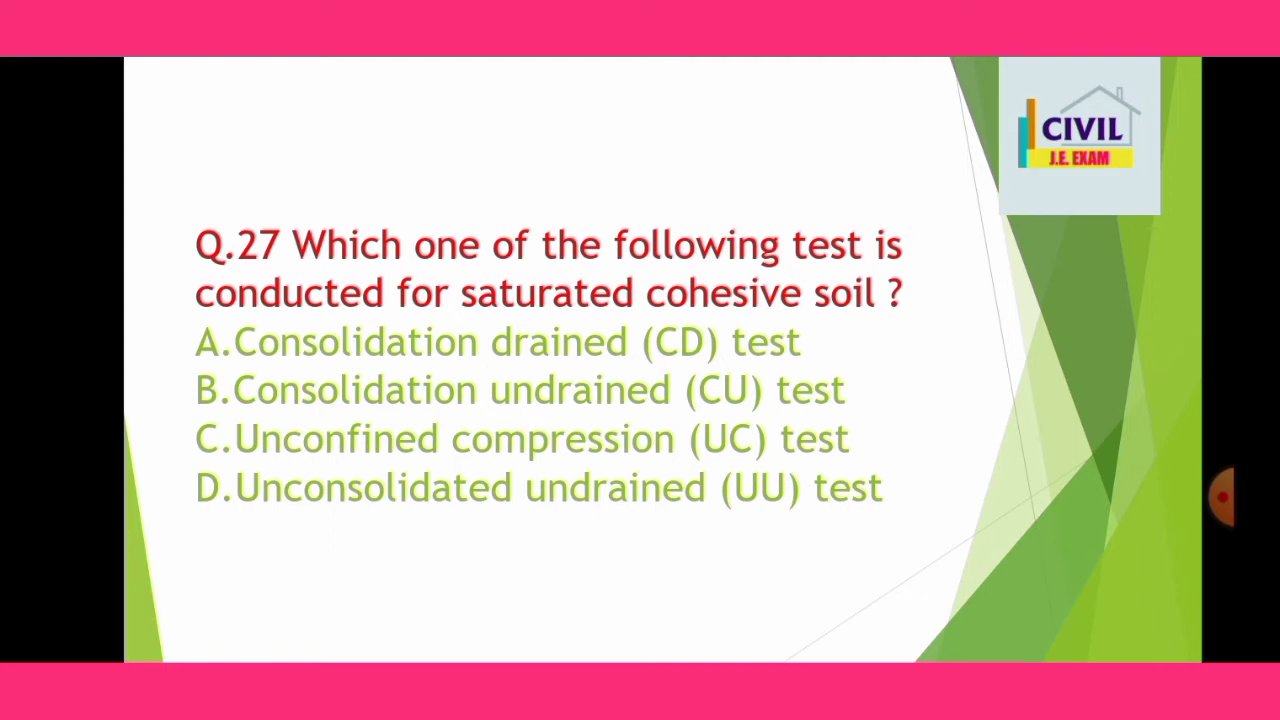 CIVIL
J.E. EXAM
Q.27 Which one of the following test is
conducted for saturated cohesive soil ?
A.Consolidation drained (CD) test
B.Consolidation undrained (CU) test
C.Unconfined compression (UC) test
D.Unconsolidated undrained (UU) test